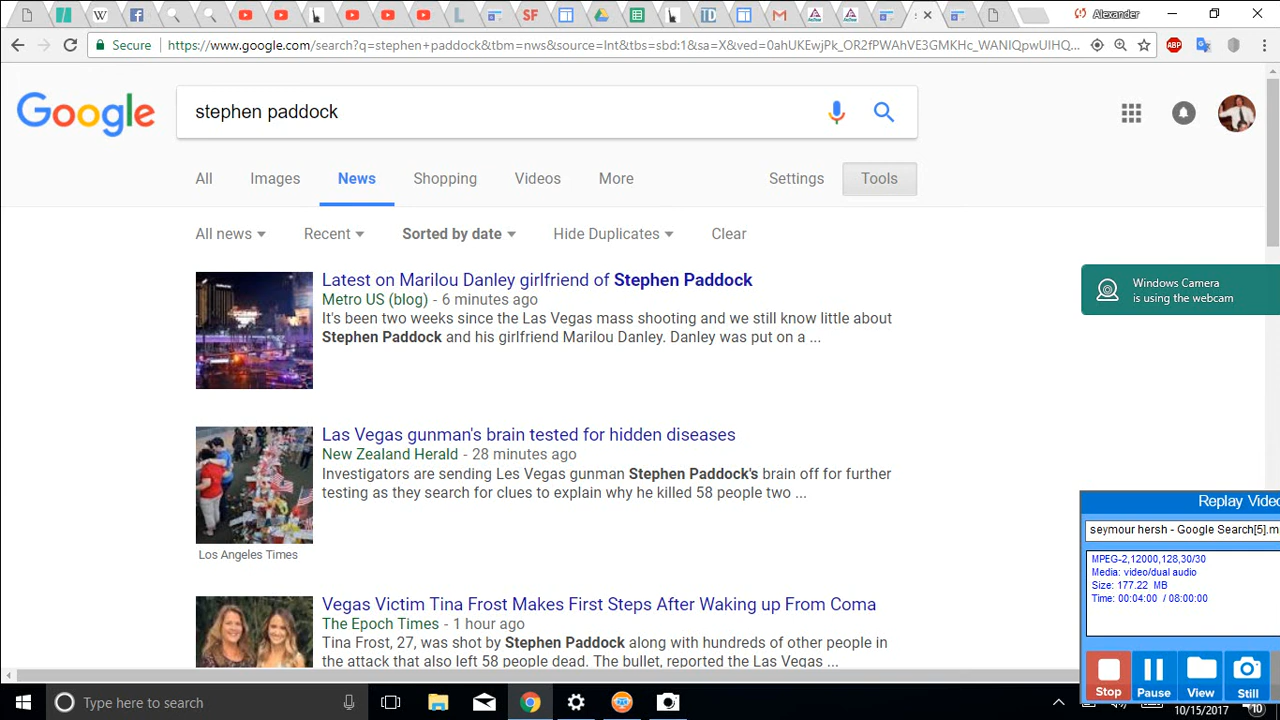 Alexander
Secure
https://www.google.com/search?q=stephen+paddock&tbm=nws&source=lnt&tbs=sbd:1&sa=X&ved=0ahUKEwjPk_OR2fPWAhVE3GMKHc_WANIQpwUIHQ...
Google
stephen paddock
All Images News Shopping Videos More Settings Tools
All news Recent Sorted by date Hide Duplicates Clear
Latest on Marilou Danley girlfriend of Stephen Paddock
Metro US (blog) - 6 minutes ago
It's been two weeks since the Las Vegas mass shooting and we still know little about
Stephen Paddock and his girlfriend Marilou Danley. Danley was put on a ...
Windows Camera
is using the webcam
Las Vegas gunman's brain tested for hidden diseases
New Zealand Herald - 28 minutes ago
Investigators are sending Les Vegas gunman Stephen Paddock's brain off for further
testing as they search for clues to explain why he killed 58 people two ...
Los Angeles Times
Vegas Victim Tina Frost Makes First Steps After Waking up From Coma
The Epoch Times - 1 hour ago
Tina Frost, 27, was shot by Stephen Paddock along with hundreds of other people in
the attack that also left 58 people dead. The bullet, reported the Las Vegas ...
Replay Video
seymour hersh - Google Search[5].m
MPEG-2,12000,128,30/30
Media: video/dual audio
Size: 177.22 MB
Time: 00:04:00 / 08:00:00
Stop Pause View Still
Type here to search
10/15/2017
10